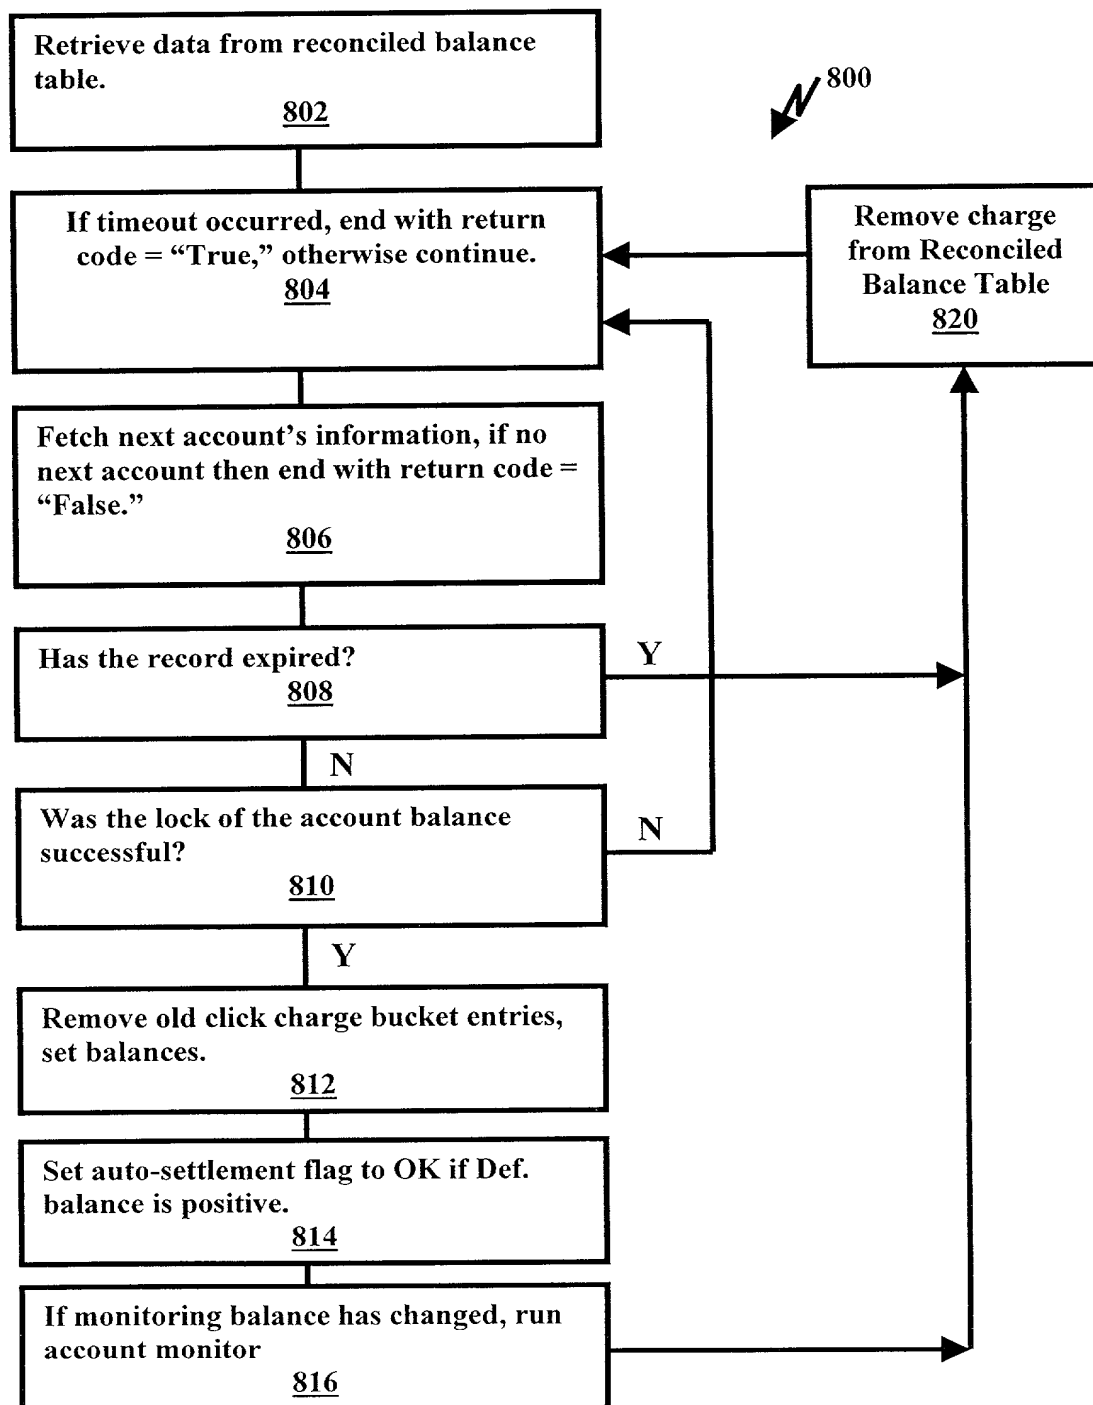 Retrieve data from reconciled balance
table.
802
800
If timeout occurred, end with return
code = “True,” otherwise continue.
804
Remove charge
from Reconciled
Balance Table
820
Fetch next account’s information, if no
next account then end with return code =
“False.”
806
Has the record expired?
808
Y
N
Was the lock of the account balance
successful?
810
N
Y
Remove old click charge bucket entries,
set balances.
812
Set auto-settlement flag to OK if Def.
balance is positive.
814
If monitoring balance has changed, run
account monitor
816